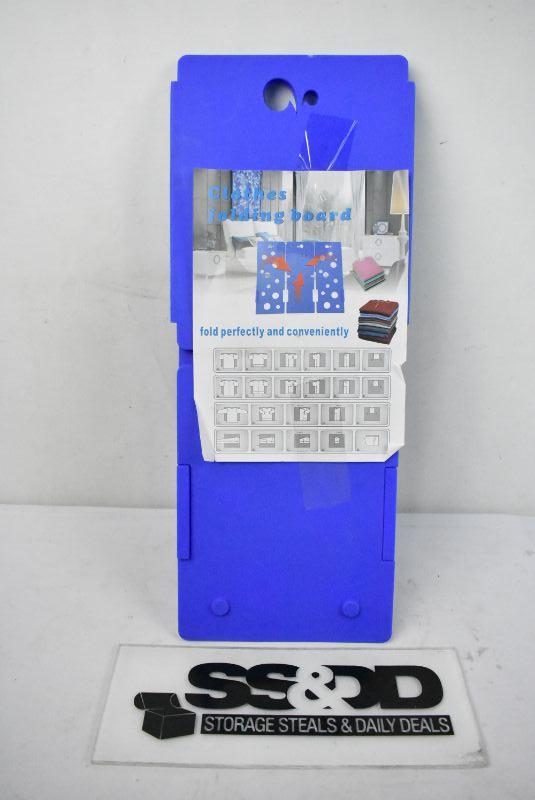 Clothes
folding board
fold perfectly and conveniently
SS&DD
STORAGE STEALS & DAILY DEALS